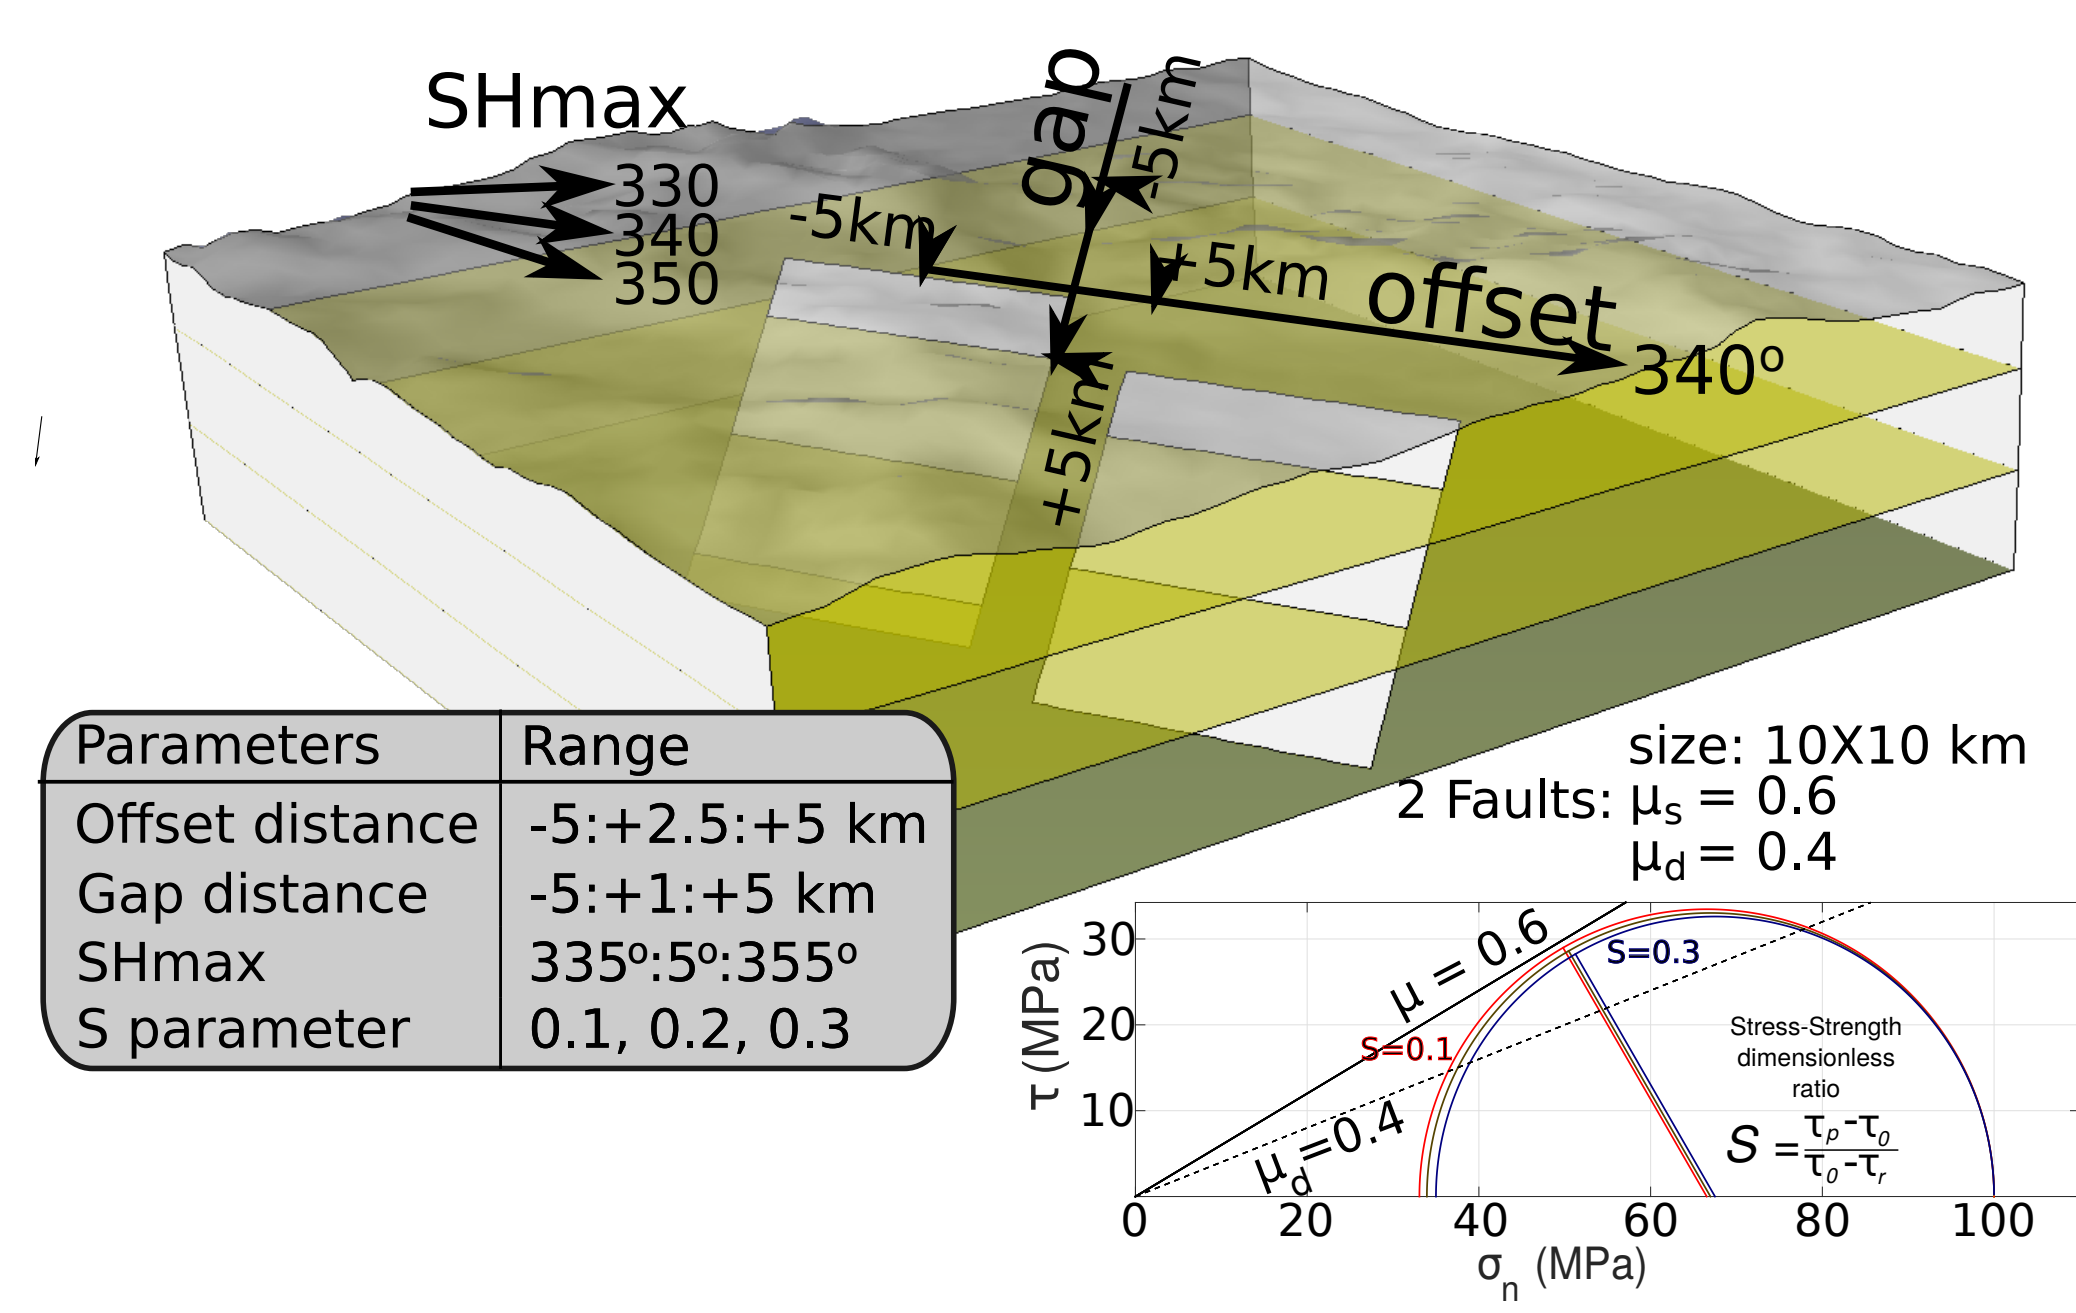 SHmax
330
340
350
gap
-5km
-5km
+5km
offset
340º
+5km
Parameters Range
Offset distance -5:+2.5:+5 km
Gap distance -5:+1:+5 km
SHmax 335º:5º:355º
S parameter 0.1, 0.2, 0.3
size: 10X10 km
2 Faults: μs = 0.6
μd = 0.4
τ (MPa)
30
20
10
μ = 0.6
S=0.3
S=0.1
μd=0.4
Stress-Strength
dimensionless
ratio
S = τp-τ0
τ0-τr
0 20 40 60 80 100
σn (MPa)